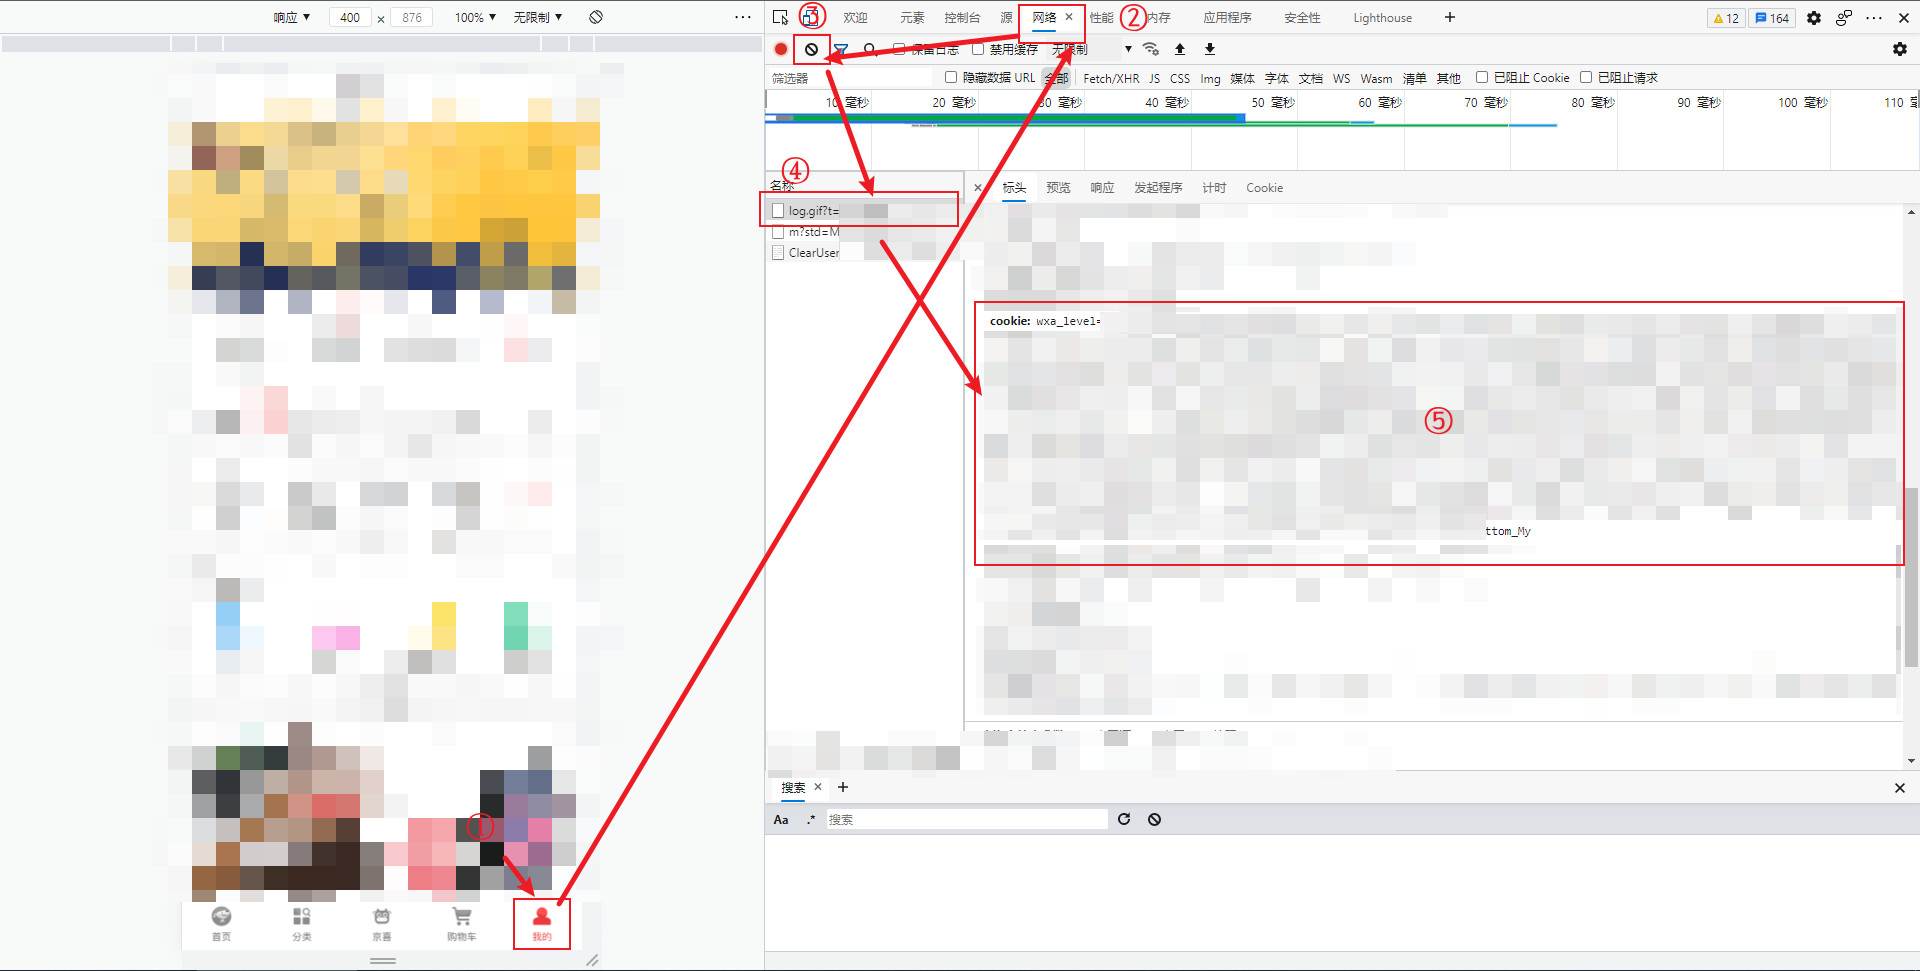 响应 400 × 876 100% 无限制
③ 欢迎 元素 控制台 源 网络 性能 ② 内存 应用程序 安全性 Lighthouse 12 164
保留日志 禁用缓存 无限制
筛选器 隐藏数据 URL 全部 Fetch/XHR JS CSS Img 媒体 字体 文档 WS Wasm 清单 其他 已阻止 Cookie 已阻止请求
10 毫秒 20 毫秒 30 毫秒 40 毫秒 50 毫秒 60 毫秒 70 毫秒 80 毫秒 90 毫秒 100 毫秒 110
④
名称
标头 预览 响应 发起程序 计时 Cookie
log.gif?t=
m?std=M
ClearUser
cookie: wxa_level=
⑤
ttom_My
搜索
Aa .* 搜索
①
首页 分类 京喜 购物车 我的